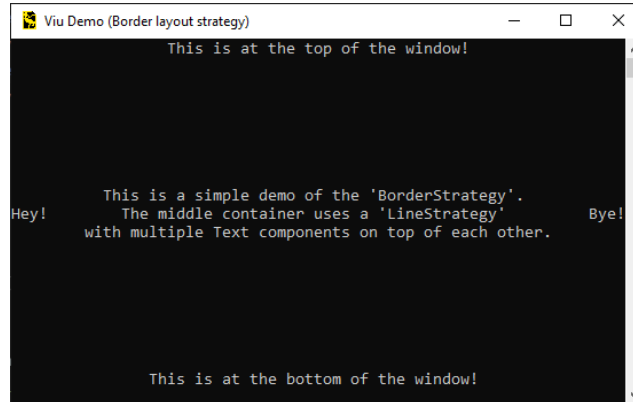 Viu Demo (Border layout strategy)
This is at the top of the window!
This is a simple demo of the 'BorderStrategy'.
Hey! The middle container uses a 'LineStrategy' Bye!
with multiple Text components on top of each other.
This is at the bottom of the window!